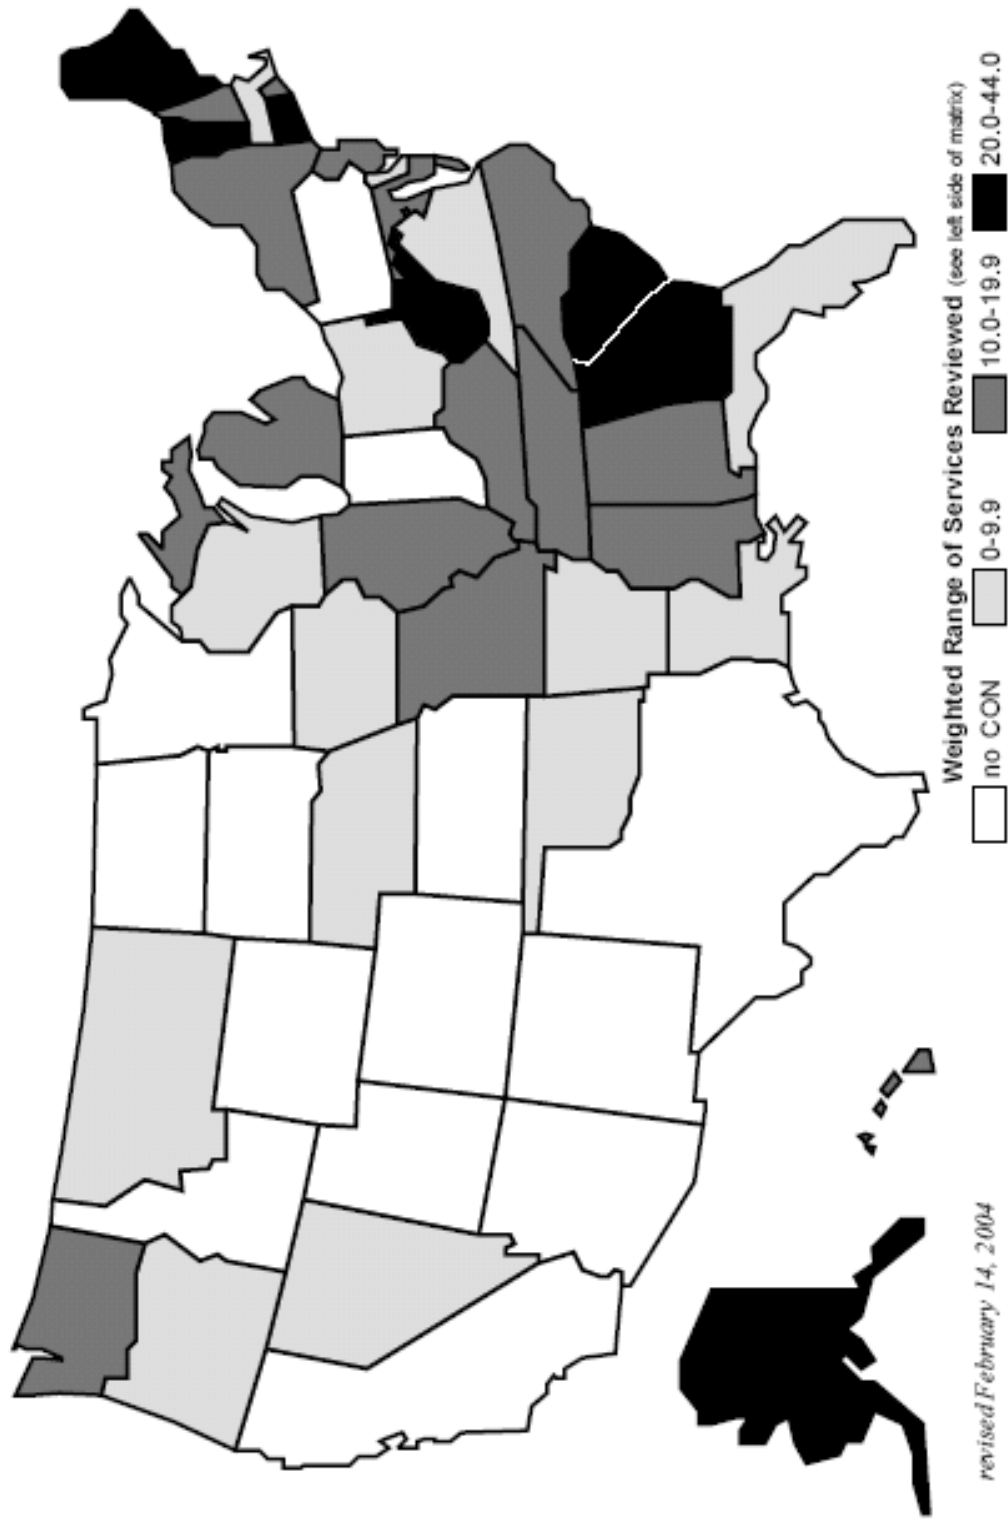 Weighted Range of Services Reviewed (see left side of matrix)
no CON 0-9.9 10.0-19.9 20.0-44.0
revised February 14, 2004